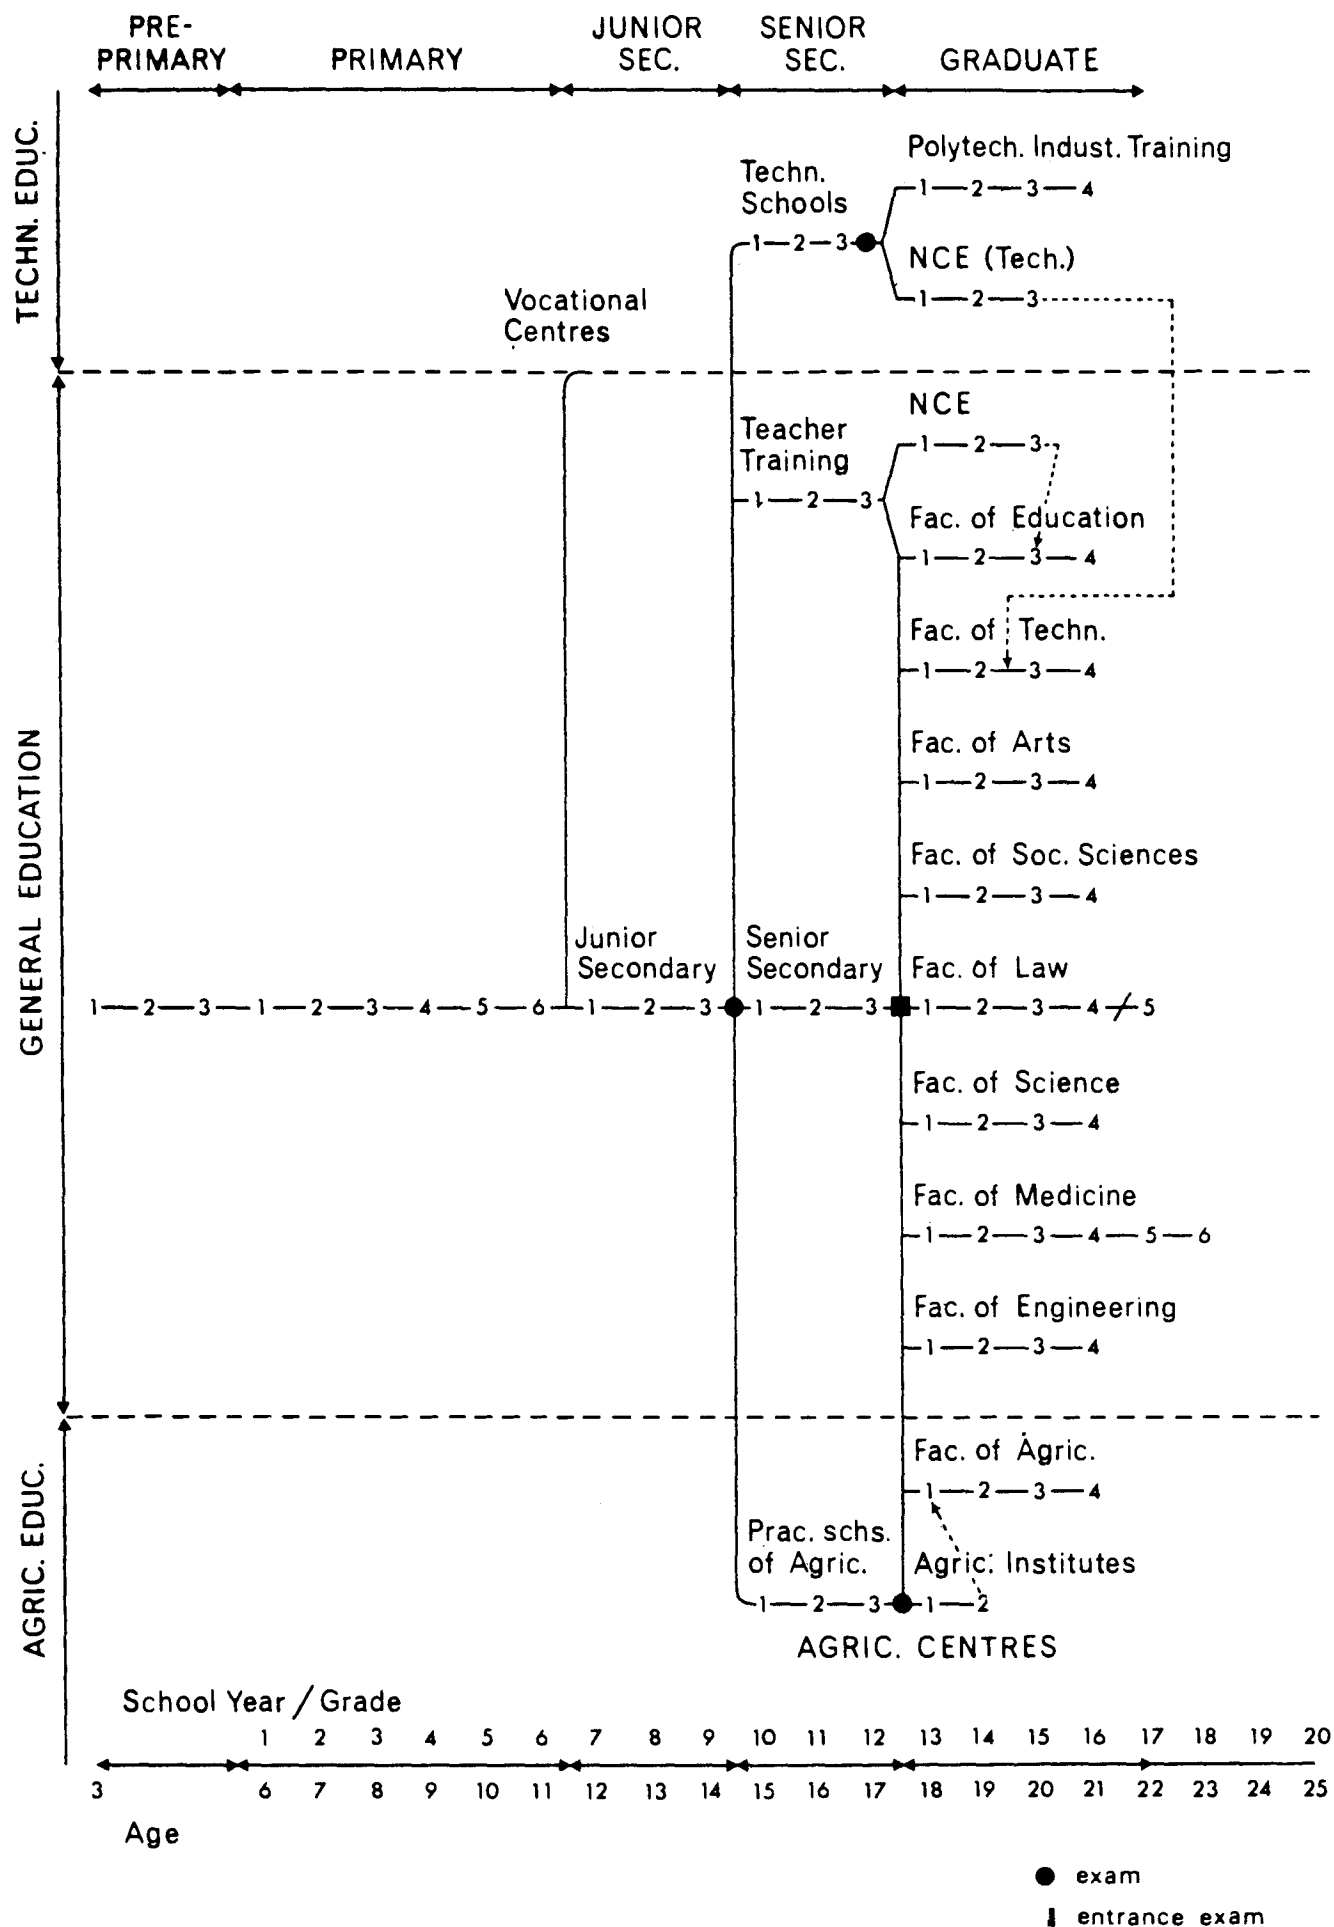 PRE-
PRIMARY
PRIMARY
JUNIOR
SEC.
SENIOR
SEC.
GRADUATE
TECHN. EDUC.
Polytech. Indust. Training
1—2—3—4
Techn.
Schools
1—2—3
NCE (Tech.)
1—2—3
Vocational
Centres
GENERAL EDUCATION
NCE
1—2—3
Teacher
Training
1—2—3
Fac. of Education
1—2—3—4
Fac. of Techn.
1—2—3—4
Fac. of Arts
1—2—3—4
Fac. of Soc. Sciences
1—2—3—4
Junior
Secondary
Senior
Secondary
Fac. of Law
1—2—3—1—2—3—4—5—6—1—2—3—1—2—3—1—2—3—4/5
Fac. of Science
1—2—3—4
Fac. of Medicine
1—2—3—4—5—6
Fac. of Engineering
1—2—3—4
AGRIC. EDUC.
Fac. of Agric.
1—2—3—4
Prac. schs.
of Agric.
Agric. Institutes
1—2—3—1—2
AGRIC. CENTRES
School Year / Grade
1 2 3 4 5 6 7 8 9 10 11 12 13 14 15 16 17 18 19 20
3 6 7 8 9 10 11 12 13 14 15 16 17 18 19 20 21 22 23 24 25
Age
exam
entrance exam